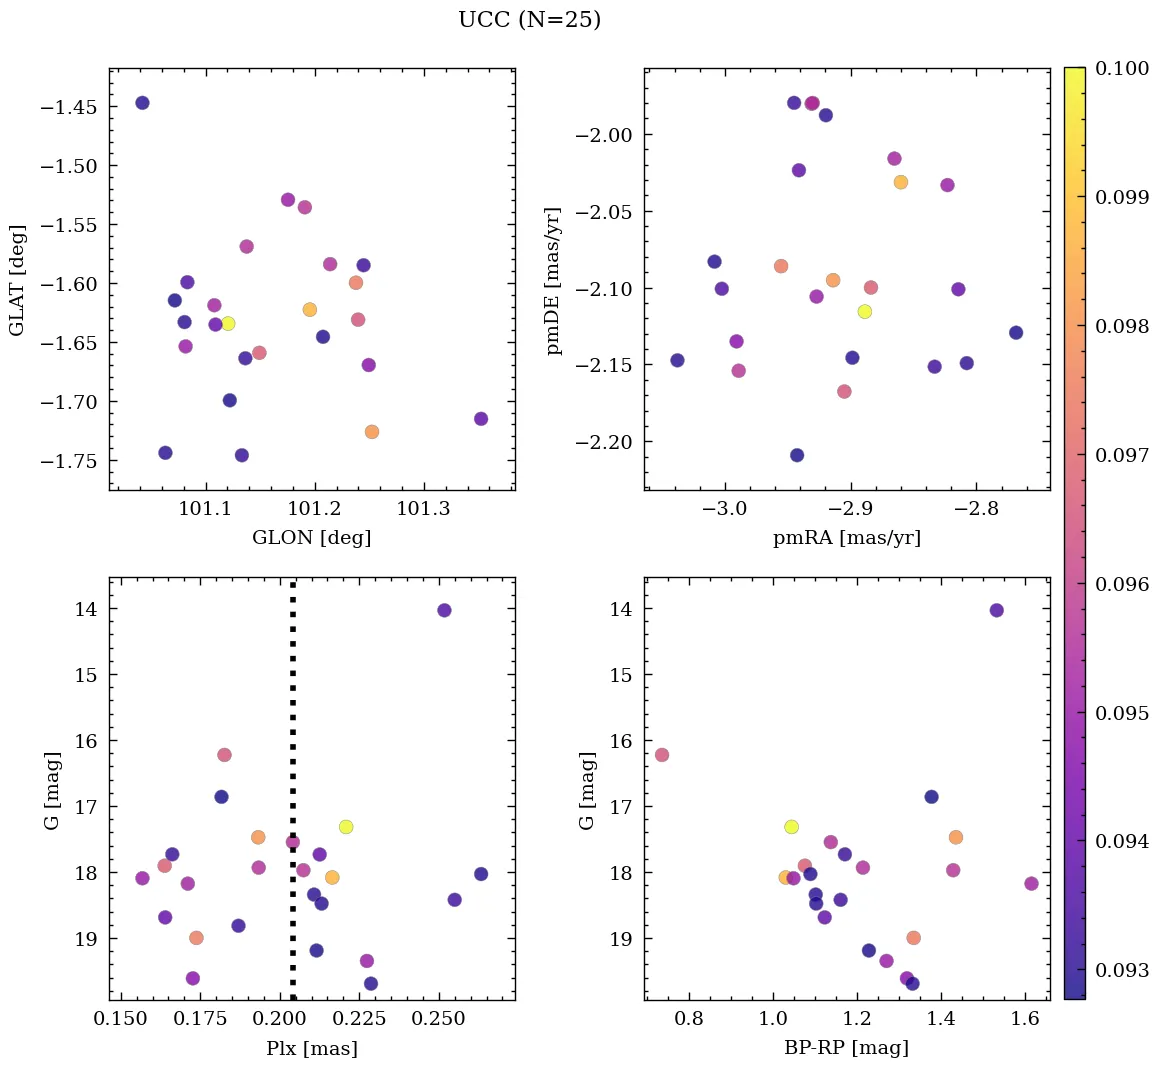 UCC (N=25)
−1.45
−1.50
−1.55
−1.60
−1.65
−1.70
−1.75
GLAT [deg]
101.1 101.2 101.3
GLON [deg]
−2.00
−2.05
−2.10
−2.15
−2.20
pmDE [mas/yr]
−3.0 −2.9 −2.8
pmRA [mas/yr]
14
15
16
17
18
19
G [mag]
0.150 0.175 0.200 0.225 0.250
Plx [mas]
14
15
16
17
18
19
G [mag]
0.8 1.0 1.2 1.4 1.6
BP-RP [mag]
0.100
0.099
0.098
0.097
0.096
0.095
0.094
0.093